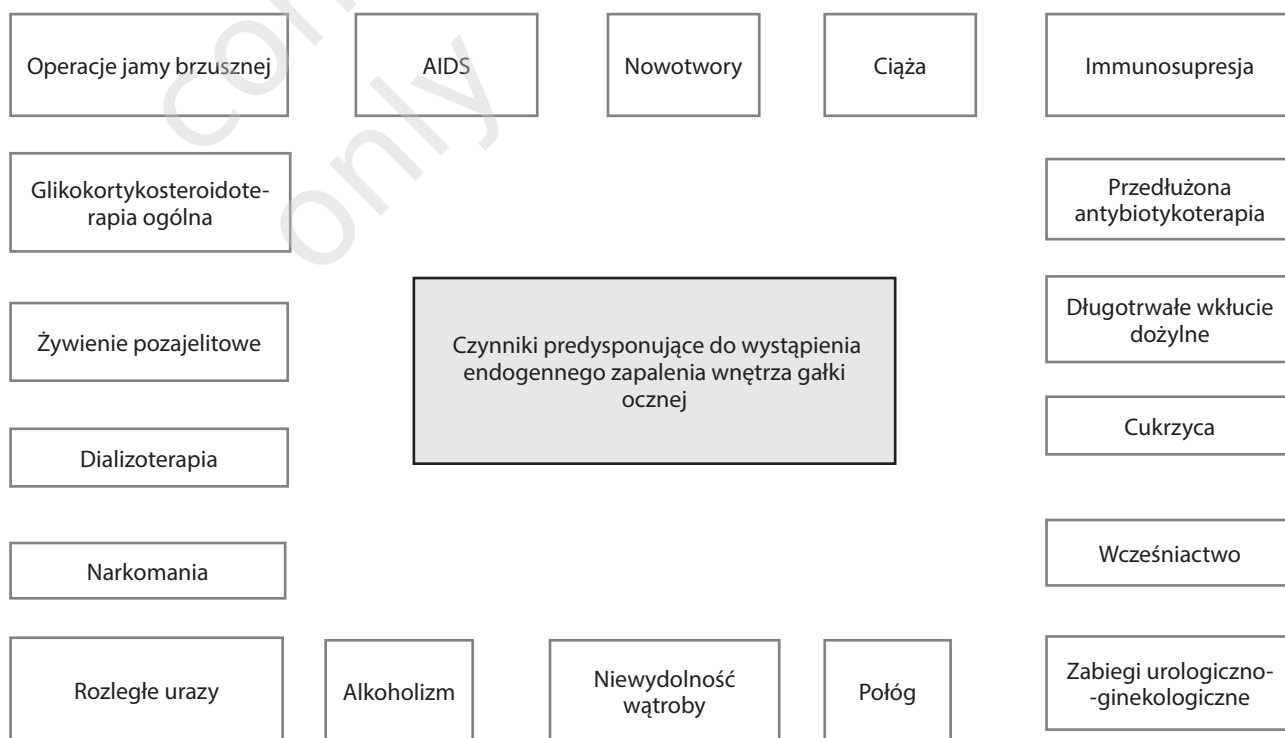 Operacje jamy brzusznej
AIDS
Nowotwory
Ciąża
Immunosupresja
Glikokortykosteroidote-
rapia ogólna
Przedłużona
antybiotykoterapia
Żywienie pozajelitowe
Czynniki predysponujące do wystąpienia
endogennego zapalenia wnętrza gałki
ocznej
Długotrwałe wkłucie
dożylne
Dializoterapia
Cukrzyca
Narkomania
Wcześniactwo
Rozległe urazy
Alkoholizm
Niewydolność
wątroby
Połóg
Zabiegi urologiczno-
-ginekologiczne
only